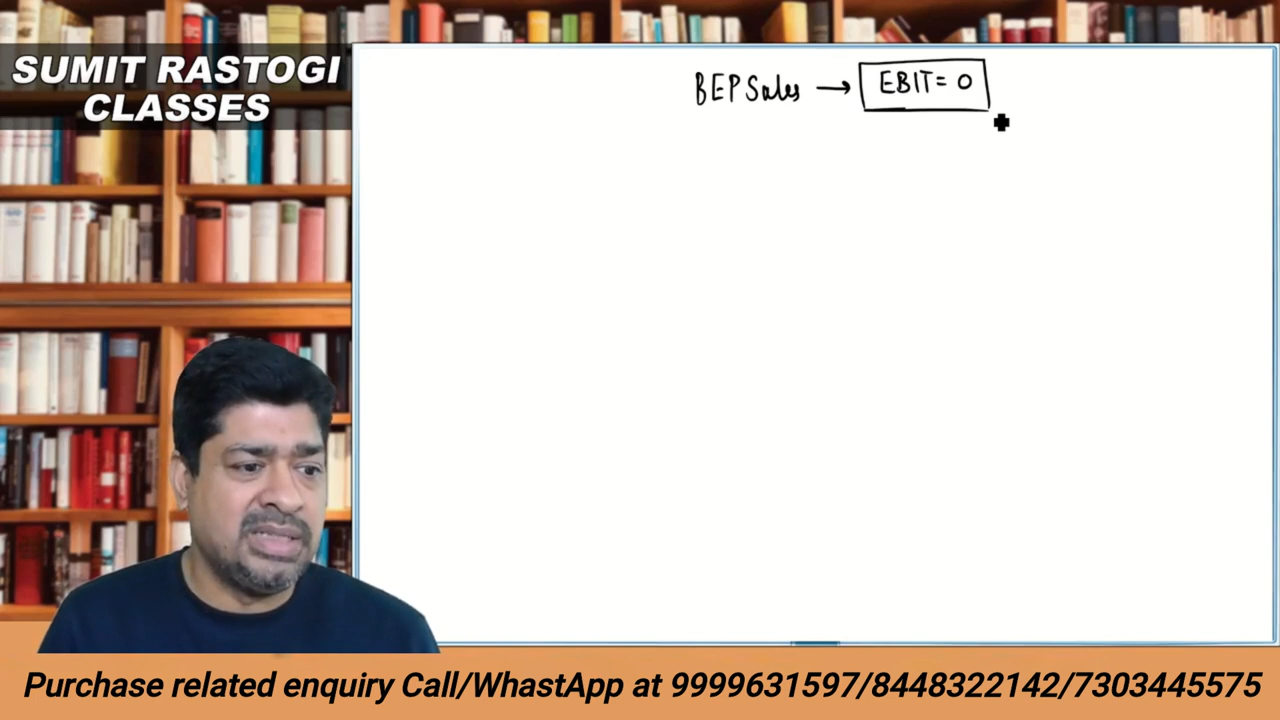 SUMIT RASTOGI
CLASSES
BEP Sales → EBIT = 0
Purchase related enquiry Call/WhastApp at 9999631597/8448322142/7303445575